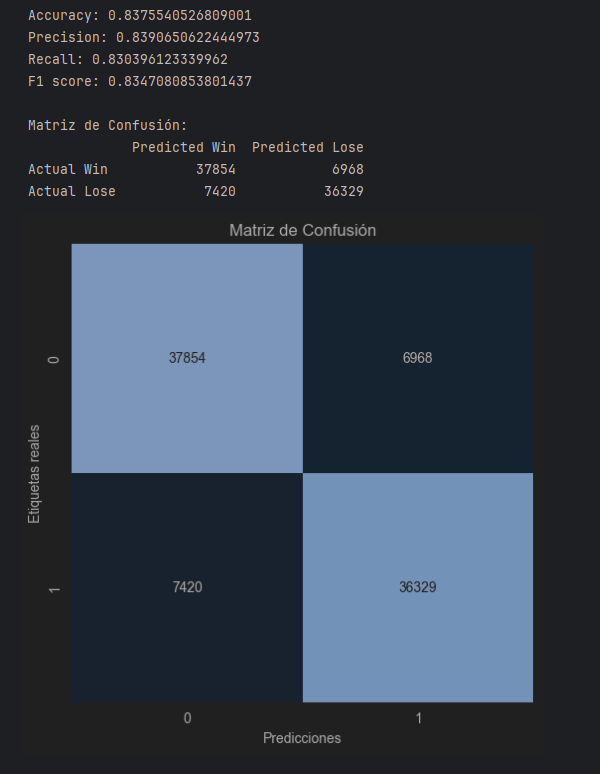 Accuracy: 0.8375540526809001
Precision: 0.8390650622444973
Recall: 0.830396123339962
F1 score: 0.8347080853801437
Matriz de Confusión:
Predicted Win Predicted Lose
Actual Win 37854 6968
Actual Lose 7420 36329
Matriz de Confusión
0
37854
6968
Etiquetas reales
1
7420
36329
0
1
Predicciones